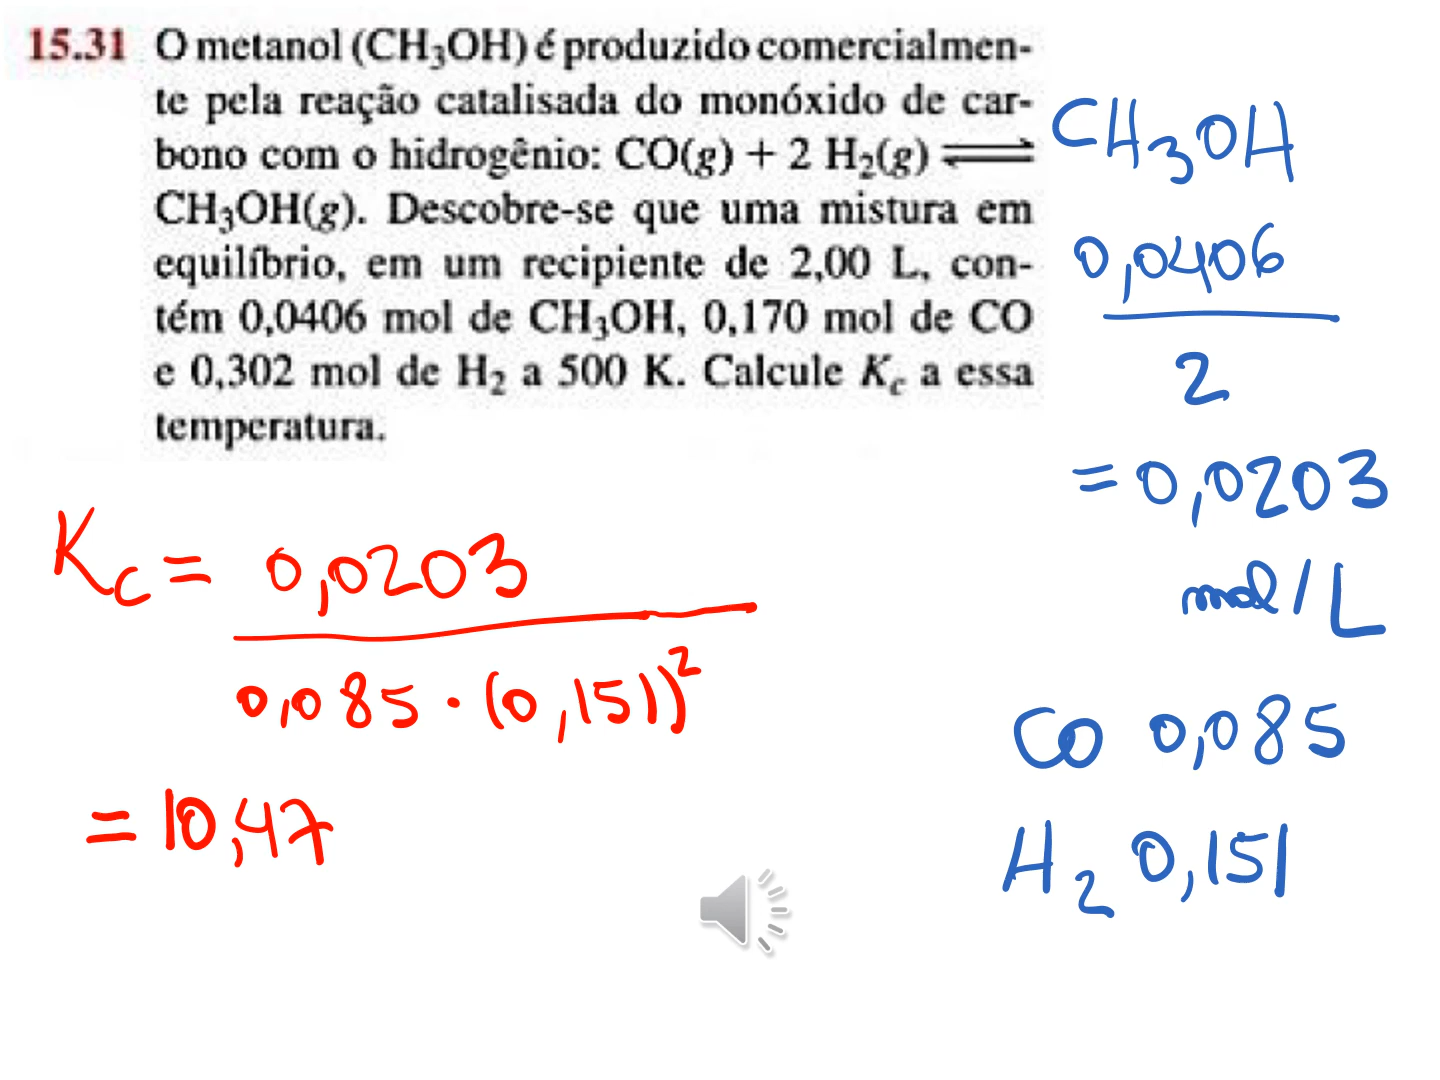 15.31 O metanol (CH₃OH) é produzido comercialmen-
te pela reação catalisada do monóxido de car-
bono com o hidrogênio: CO(g) + 2 H₂(g) ⇌
CH₃OH(g). Descobre-se que uma mistura em
equilíbrio, em um recipiente de 2,00 L, con-
tém 0,0406 mol de CH₃OH, 0,170 mol de CO
e 0,302 mol de H₂ a 500 K. Calcule Kc a essa
temperatura.
CH₃OH
0,0406
2
= 0,0203
mol/L
CO 0,085
H₂ 0,151
Kc = 0,0203
0,085 · (0,151)²
= 10,47